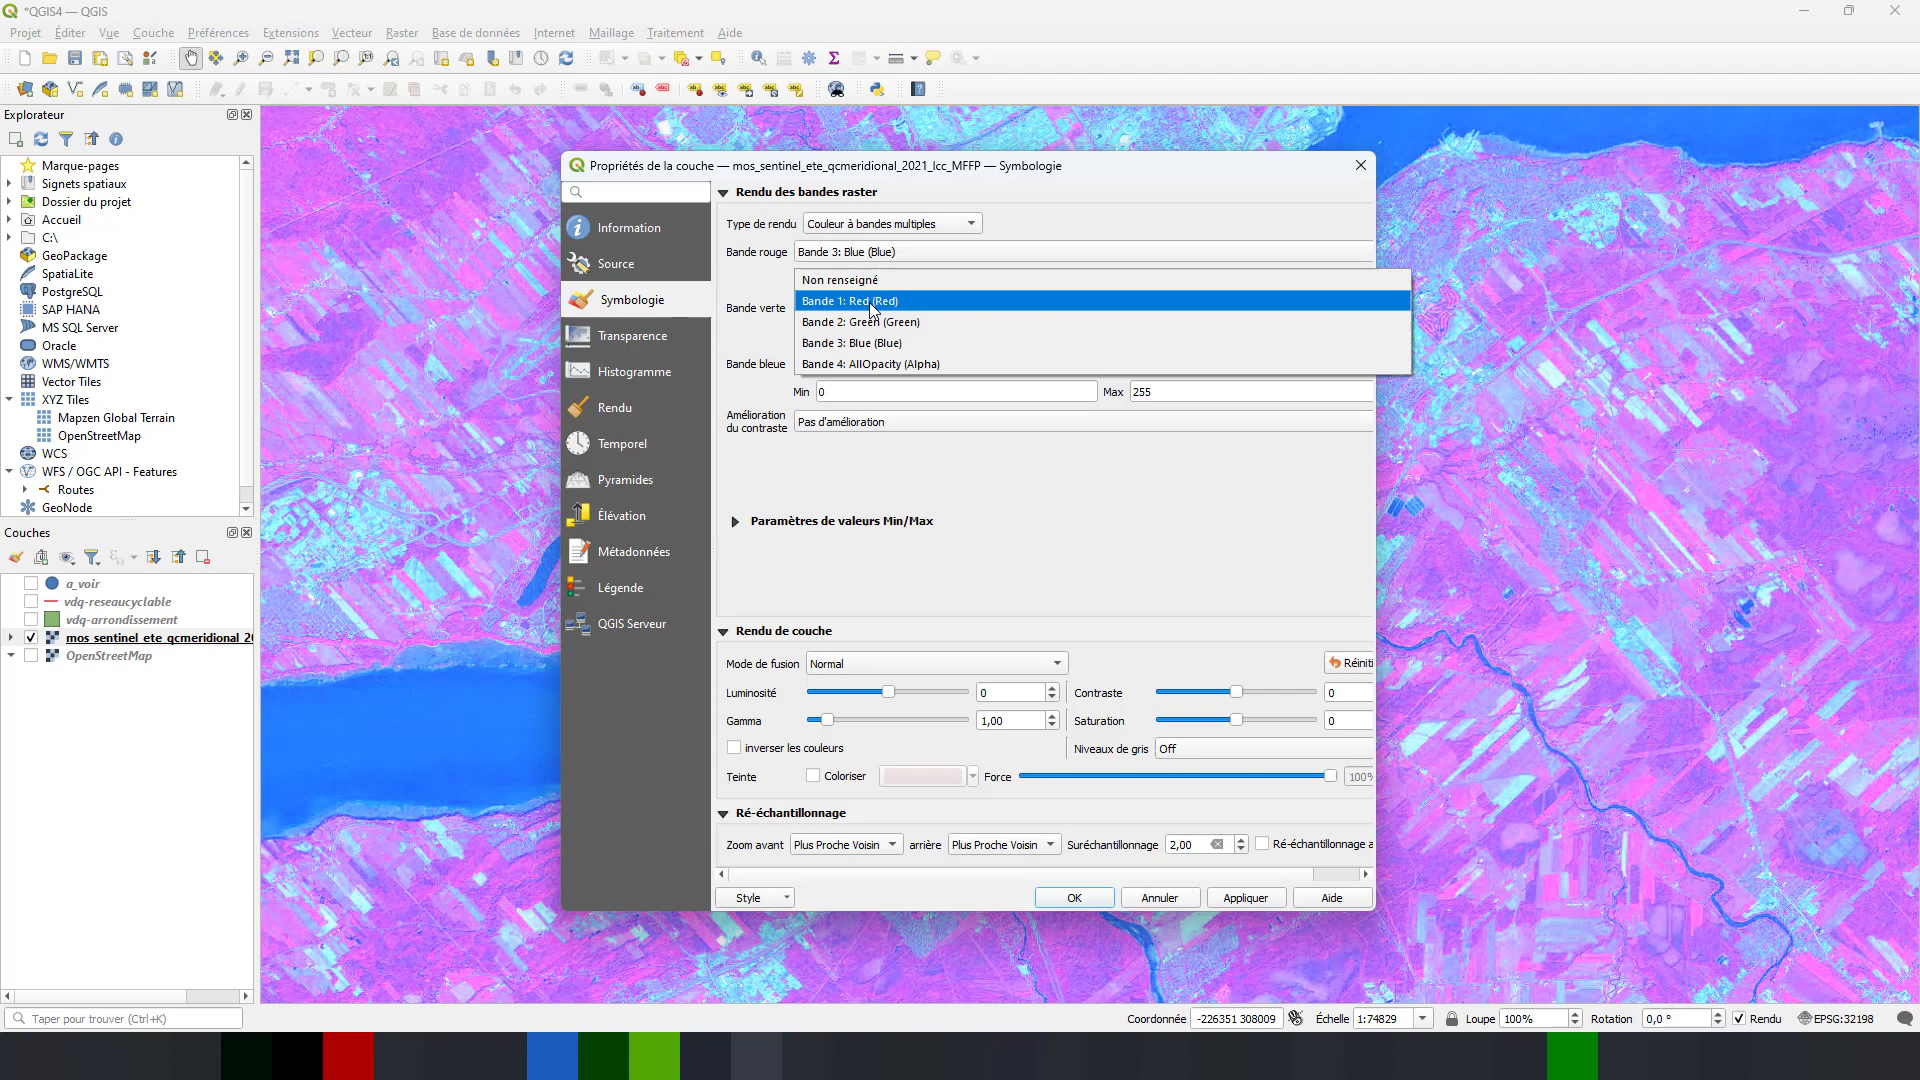 *QGIS4 — QGIS
Projet Éditer Vue Couche Préférences Extensions Vecteur Raster Base de données Internet Maillage Traitement Aide
Explorateur
Marque-pages
Signets spatiaux
Dossier du projet
Accueil
C:\
GeoPackage
SpatiaLite
PostgreSQL
SAP HANA
MS SQL Server
Oracle
WMS/WMTS
Vector Tiles
XYZ Tiles
Mapzen Global Terrain
OpenStreetMap
WCS
WFS / OGC API - Features
Routes
GeoNode
Couches
a_voir
vdq-reseaucyclable
vdq-arrondissement
mos sentinel ete qcmeridional 20
OpenStreetMap
Taper pour trouver (Ctrl+K)
Propriétés de la couche — mos_sentinel_ete_qcmeridional_2021_lcc_MFFP — Symbologie
Information
Source
Symbologie
Transparence
Histogramme
Rendu
Temporel
Pyramides
Élévation
Métadonnées
Légende
QGIS Serveur
Rendu des bandes raster
Type de rendu Couleur à bandes multiples
Bande rouge Bande 3: Blue (Blue)
Non renseigné
Bande 1: Red (Red)
Bande verte
Bande 2: Green (Green)
Bande 3: Blue (Blue)
Bande bleue
Bande 4: AllOpacity (Alpha)
Min 0 Max 255
Amélioration du contraste Pas d'amélioration
Paramètres de valeurs Min/Max
Rendu de couche
Mode de fusion Normal Réiniti
Luminosité 0 Contraste 0
Gamma 1,00 Saturation 0
inverser les couleurs Niveaux de gris Off
Teinte Coloriser Force 100%
Ré-échantillonnage
Zoom avant Plus Proche Voisin arrière Plus Proche Voisin Suréchantillonnage 2,00 Ré-échantillonnage a
Style OK Annuler Appliquer Aide
Coordonnée -226351 308009 Échelle 1:74829 Loupe 100% Rotation 0,0 ° Rendu EPSG:32198